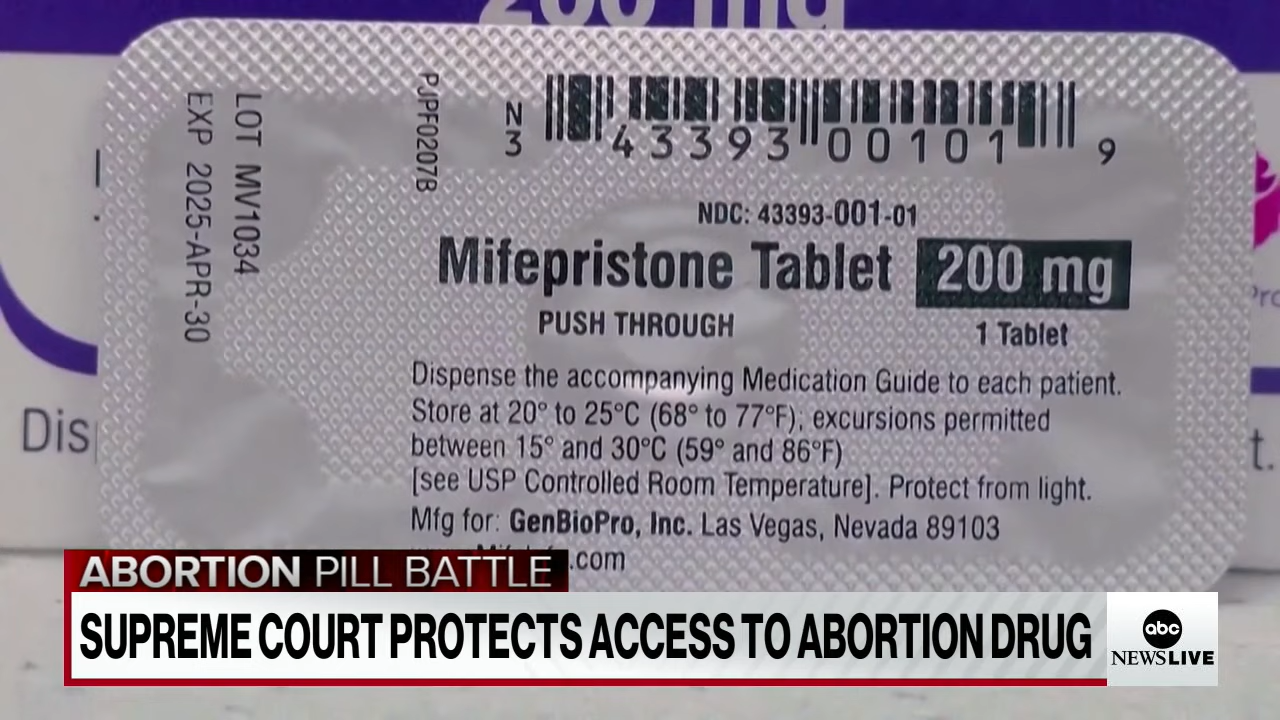 200 mg
LOT MV1034
EXP 2025-APR-30
PJPF0207B
N
3
43393 00101 9
NDC: 43393-001-01
Mifepristone Tablet 200 mg
PUSH THROUGH
1 Tablet
Dispense the accompanying Medication Guide to each patient.
Store at 20° to 25°C (68° to 77°F); excursions permitted
between 15° and 30°C (59° and 86°F)
[see USP Controlled Room Temperature]. Protect from light.
Mfg for: GenBioPro, Inc. Las Vegas, Nevada 89103
.com
Dis
t.
ABORTION PILL BATTLE
SUPREME COURT PROTECTS ACCESS TO ABORTION DRUG
abc
NEWS LIVE